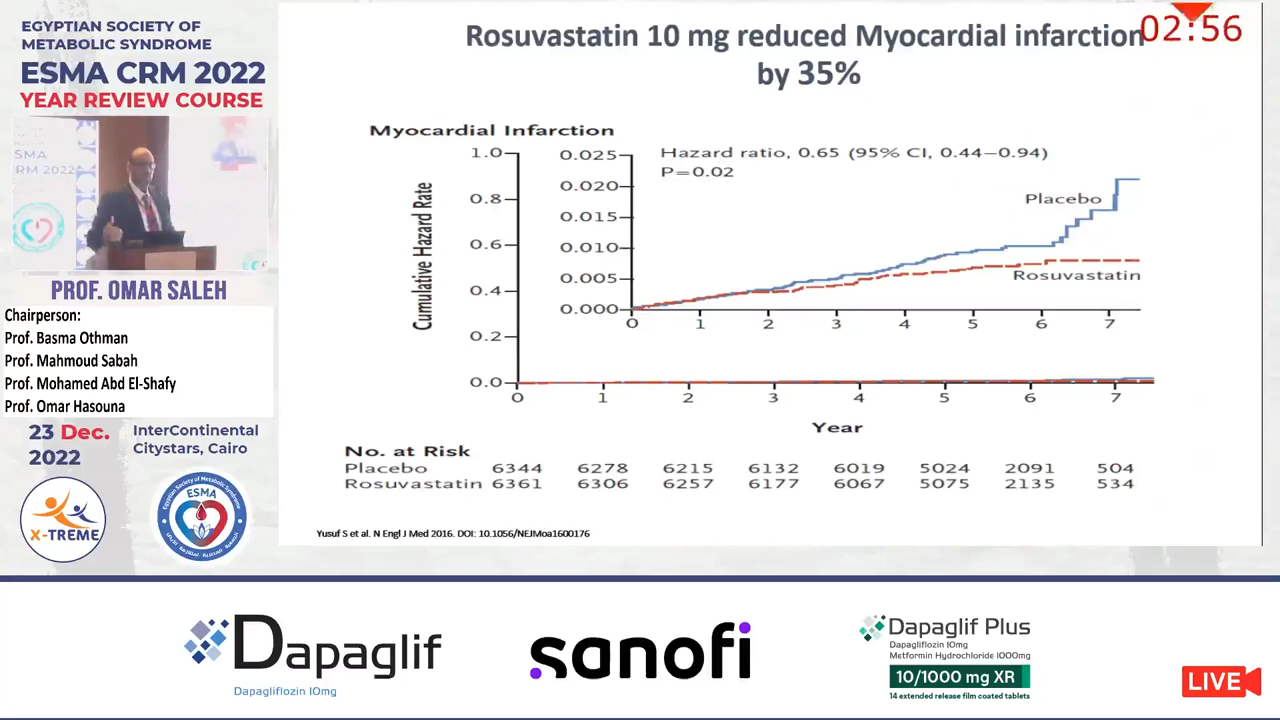 EGYPTIAN SOCIETY OF
METABOLIC SYNDROME
ESMA CRM 2022
YEAR REVIEW COURSE
PROF. OMAR SALEH
Chairperson:
Prof. Basma Othman
Prof. Mahmoud Sabah
Prof. Mohamed Abd El-Shafy
Prof. Omar Hasouna
23 Dec.
2022
InterContinental
Citystars, Cairo
X-TREME
Egyptian Society of Metabolic Syndrome
ESMA
Rosuvastatin 10 mg reduced Myocardial infarction
by 35%
02:56
Myocardial Infarction
Cumulative Hazard Rate
1.0
0.8
0.6
0.4
0.2
0.0
0.025
0.020
0.015
0.010
0.005
0.000
Hazard ratio, 0.65 (95% CI, 0.44–0.94)
P=0.02
Placebo
Rosuvastatin
0 1 2 3 4 5 6 7
0 1 2 3 4 5 6 7
Year
No. at Risk
Placebo 6344 6278 6215 6132 6019 5024 2091 504
Rosuvastatin 6361 6306 6257 6177 6067 5075 2135 534
Yusuf S et al. N Engl J Med 2016. DOI: 10.1056/NEJMoa1600176
Dapaglif
Dapagliflozin 10mg
sanofi
Dapaglif Plus
Dapagliflozin 10mg
Metformin Hydrochloride 1000mg
10/1000 mg XR
14 extended release film coated tablets
LIVE